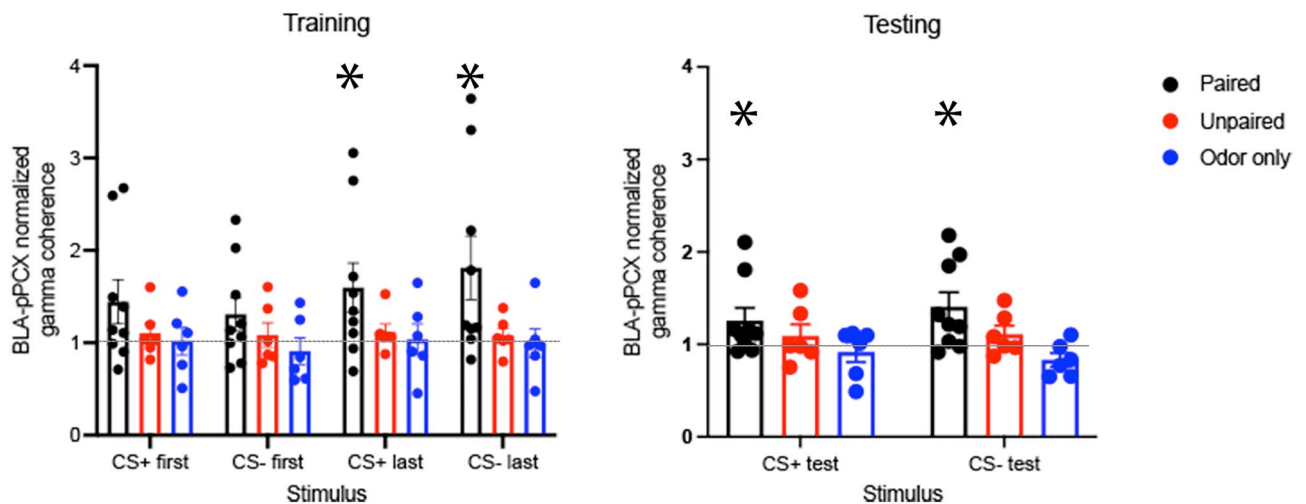 Training
4
3
2
1
0
BLA-pPCX normalized
gamma coherence
* *
CS+ first CS- first CS+ last CS- last
Stimulus
Testing
4
3
2
1
0
BLA-pPCX normalized
gamma coherence
* *
CS+ test CS- test
Stimulus
Paired
Unpaired
Odor only